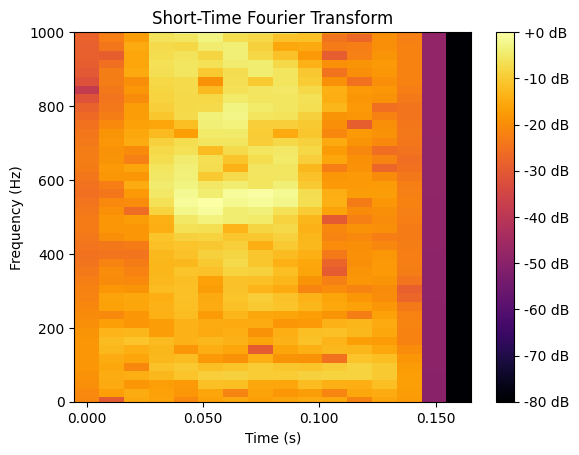 Short-Time Fourier Transform
1000
800
600
400
200
0
Frequency (Hz)
0.000
0.050
0.100
0.150
Time (s)
+0 dB
-10 dB
-20 dB
-30 dB
-40 dB
-50 dB
-60 dB
-70 dB
-80 dB